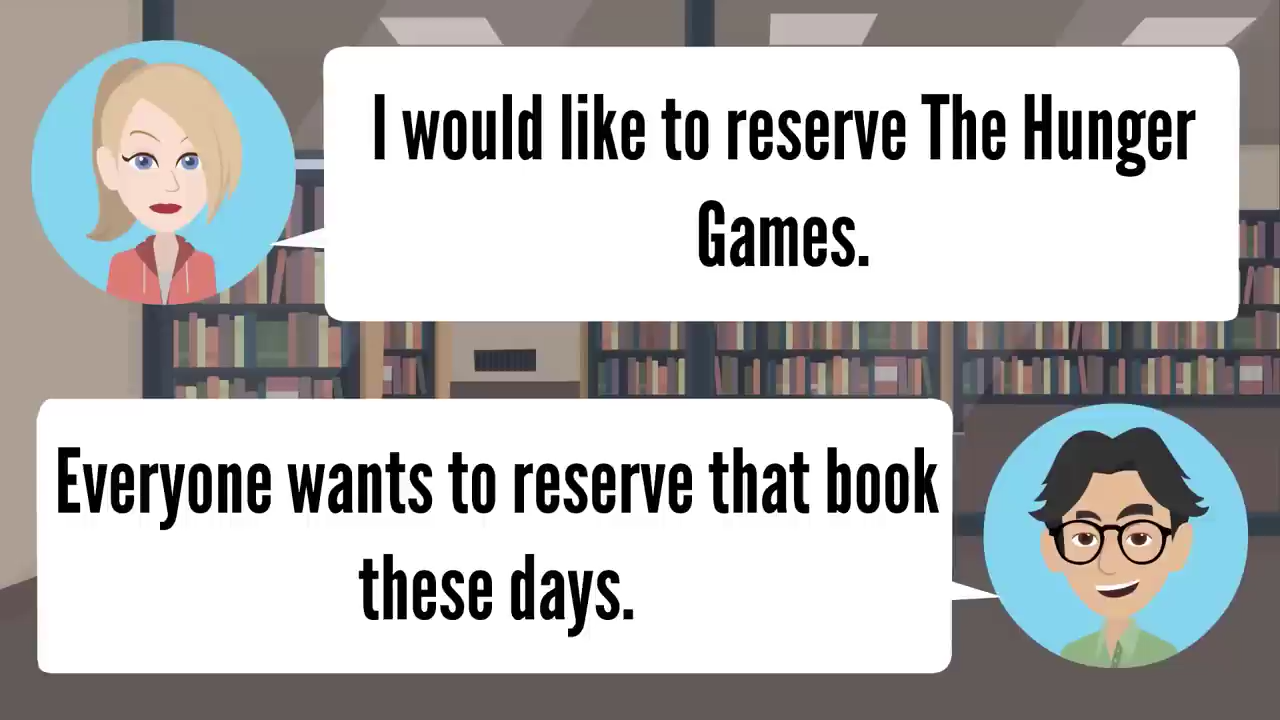 I would like to reserve The Hunger
Games.
Everyone wants to reserve that book
these days.